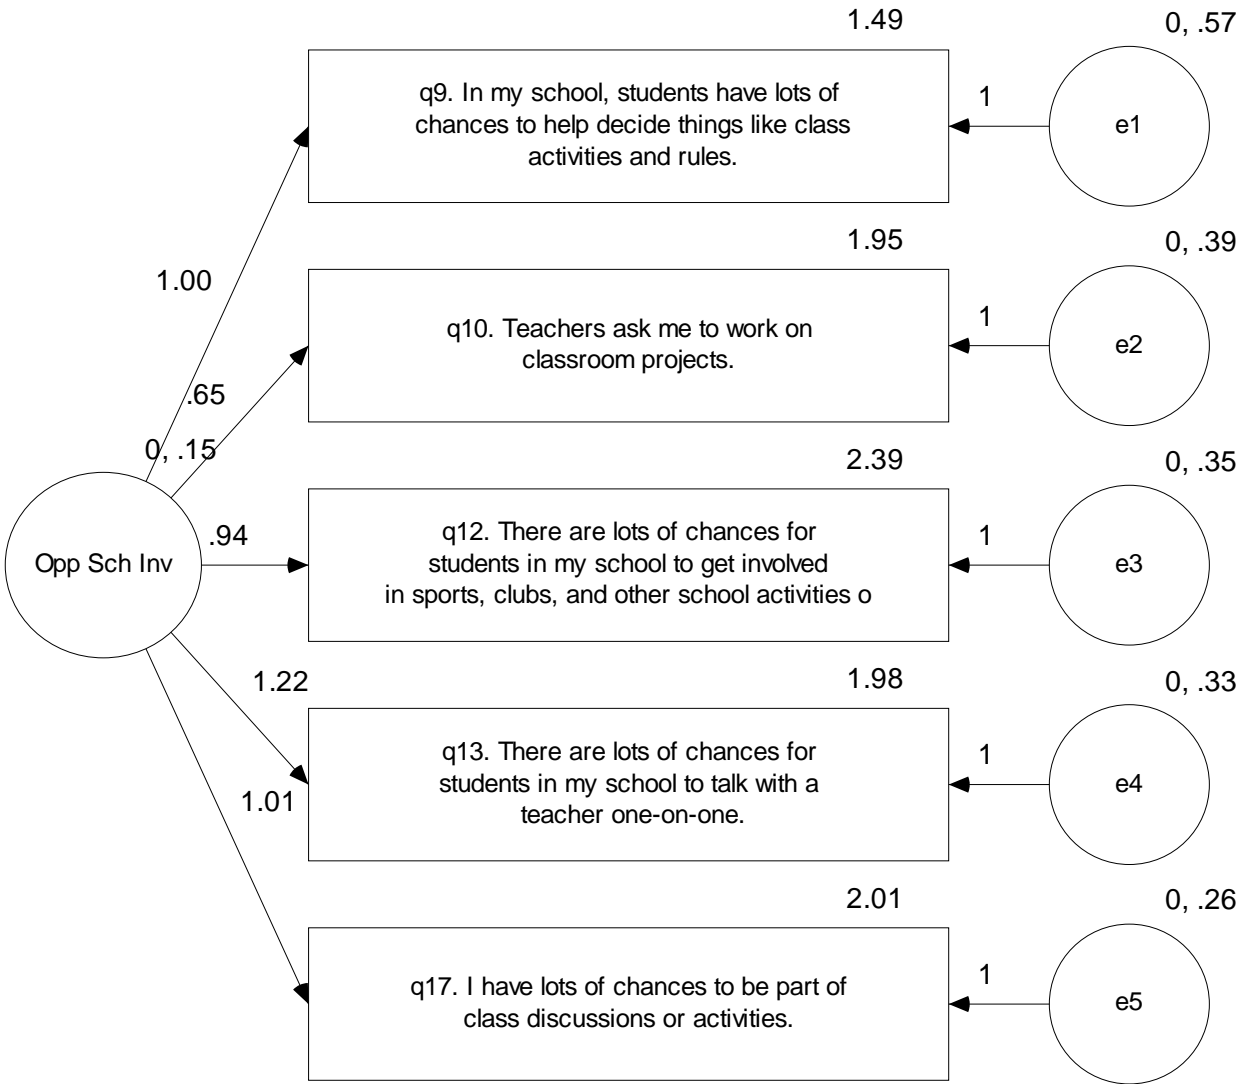 1.49
0, .57
q9. In my school, students have lots of
chances to help decide things like class
activities and rules.
1
e1
1.00
1.95
0, .39
q10. Teachers ask me to work on
classroom projects.
1
e2
.65
0, .15
2.39
0, .35
Opp Sch Inv
.94
q12. There are lots of chances for
students in my school to get involved
in sports, clubs, and other school activities o
1
e3
1.22
1.98
0, .33
q13. There are lots of chances for
students in my school to talk with a
teacher one-on-one.
1
e4
1.01
2.01
0, .26
q17. I have lots of chances to be part of
class discussions or activities.
1
e5